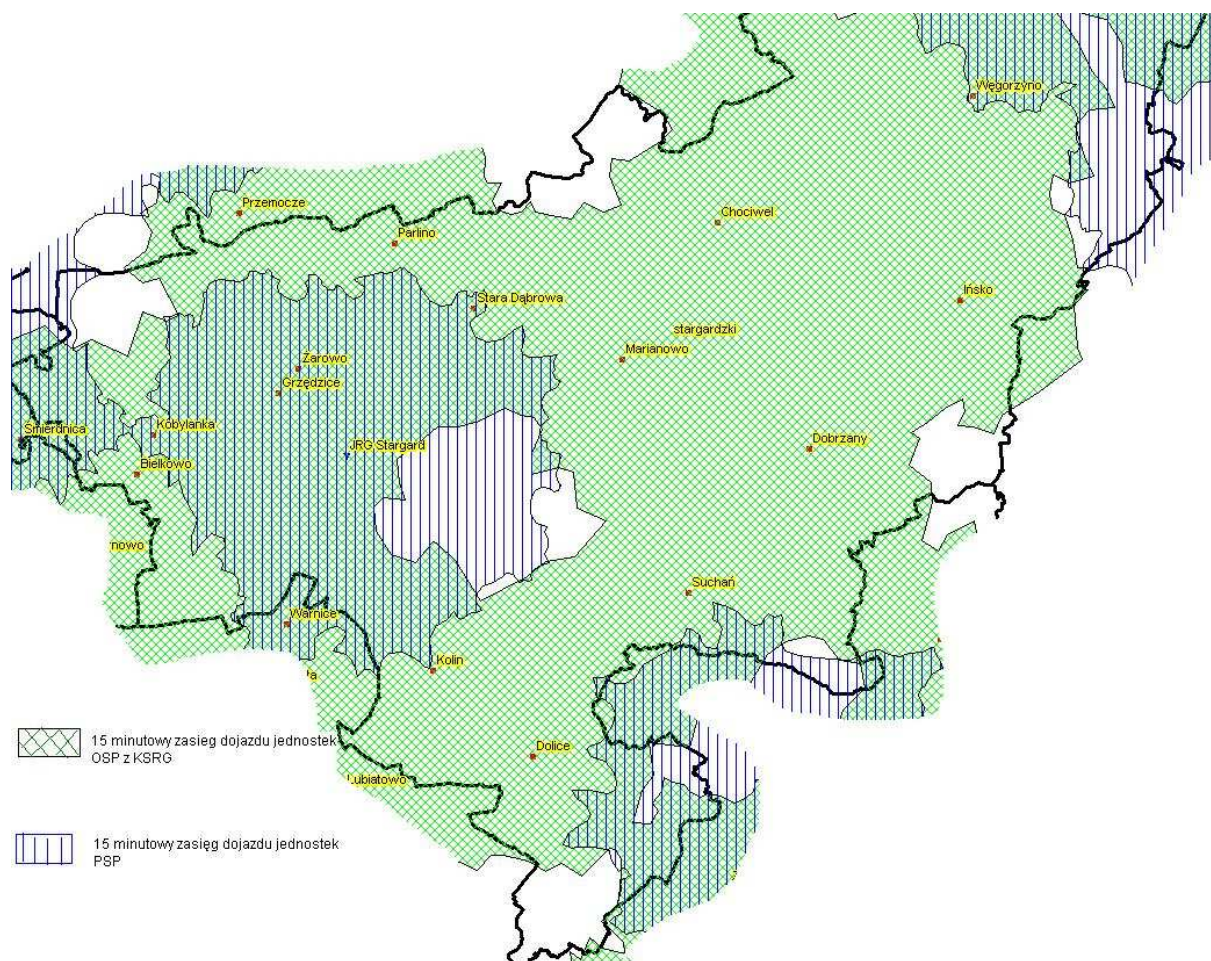 Węgorzyno
Przemocze
Chociwel
Parlino
Ińsko
Stara Dąbrowa
stargardzki
Marianowo
Żarowo
Grzędzice
Kobylanka
Śmierdnica
JRG Stargard
Dobrzany
Bielkowo
nowo
Suchań
Warnice
Kolin
a
15 minutowy zasieg dojazdu jednostek
OSP z KSRG
Dolice
Lubiatowo
15 minutowy zasięg dojazdu jednostek
PSP